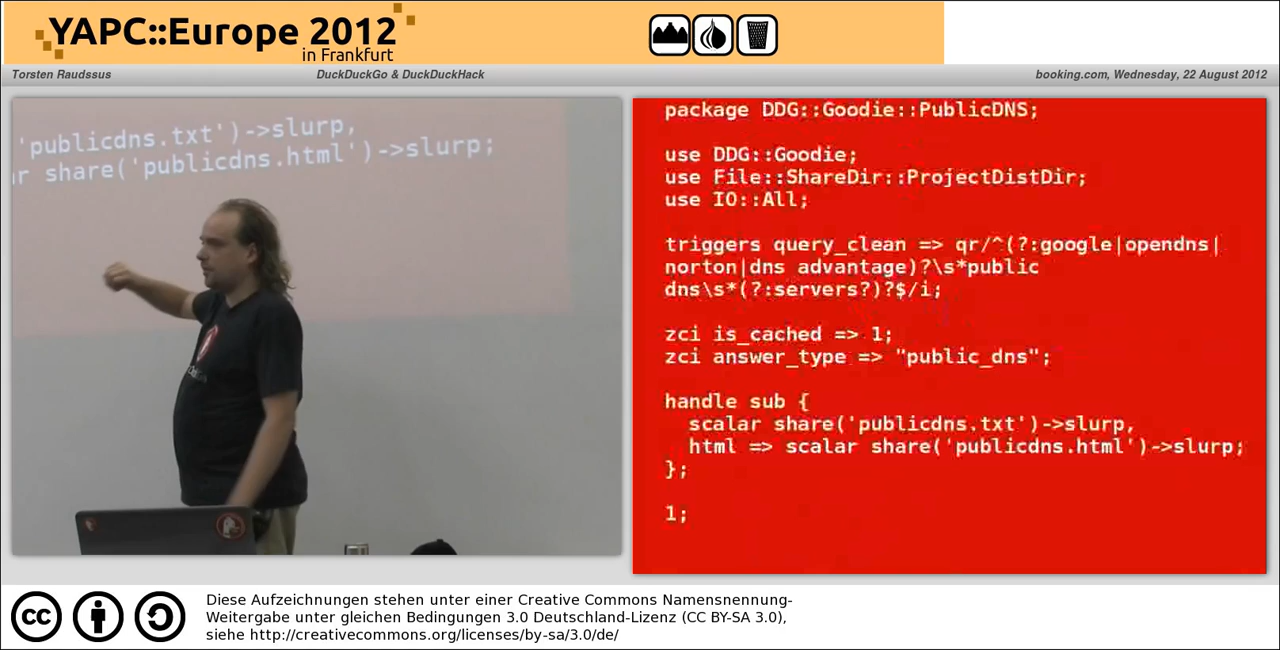 YAPC::Europe 2012
in Frankfurt
Torsten Raudssus
DuckDuckGo & DuckDuckHack
booking.com, Wednesday, 22 August 2012
'publicdns.txt')->slurp,
share('publicdns.html')->slurp;
package DDG::Goodie::PublicDNS;
use DDG::Goodie;
use File::ShareDir::ProjectDistDir;
use IO::All;
triggers query_clean => qr/^(?:google|opendns|
norton|dns advantage)?\s*public
dns\s*(?:servers?)?$/i;
zci is_cached => 1;
zci answer_type => "public_dns";
handle sub {
scalar share('publicdns.txt')->slurp,
html => scalar share('publicdns.html')->slurp;
};
1;
cc
Diese Aufzeichnungen stehen unter einer Creative Commons Namensnennung-
Weitergabe unter gleichen Bedingungen 3.0 Deutschland-Lizenz (CC BY-SA 3.0),
siehe http://creativecommons.org/licenses/by-sa/3.0/de/